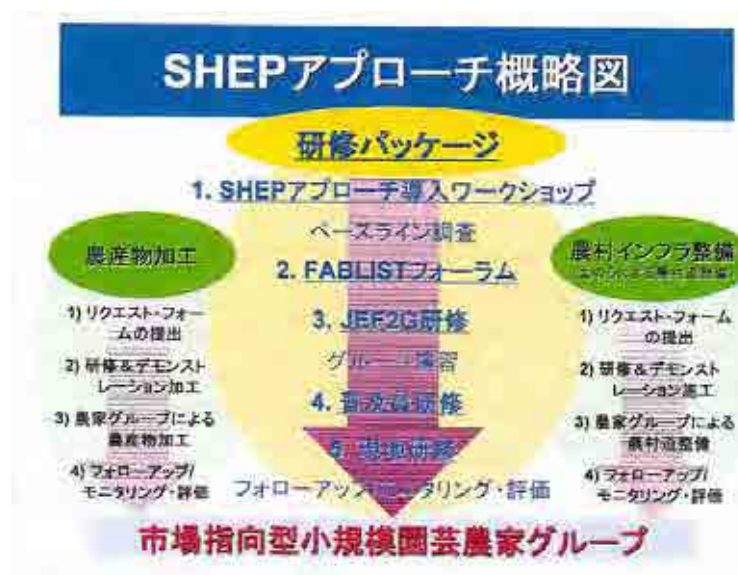 SHEPアプローチ概略図
研修パッケージ
1. SHEPアプローチ導入ワークショップ
ベースライン調査
2. FABLISTフォーラム
3. JEF2G研修
グループ演習
4. 普及員研修
5. 現地研修
フォローアップ/モニタリング・評価
農産物加工
1) リクエスト・フォー
ムの提出
2) 研修&デモンスト
レーション加工
3) 農家グループによる
農産物加工
4) フォローアップ/
モニタリング・評価
農村インフラ整備
1) リクエスト・フォーム
の提出
2) 研修&デモンスト
レーション施工
3) 農家グループによる
農村道整備
4) フォローアップ/
モニタリング・評価
市場指向型小規模園芸農家グループ